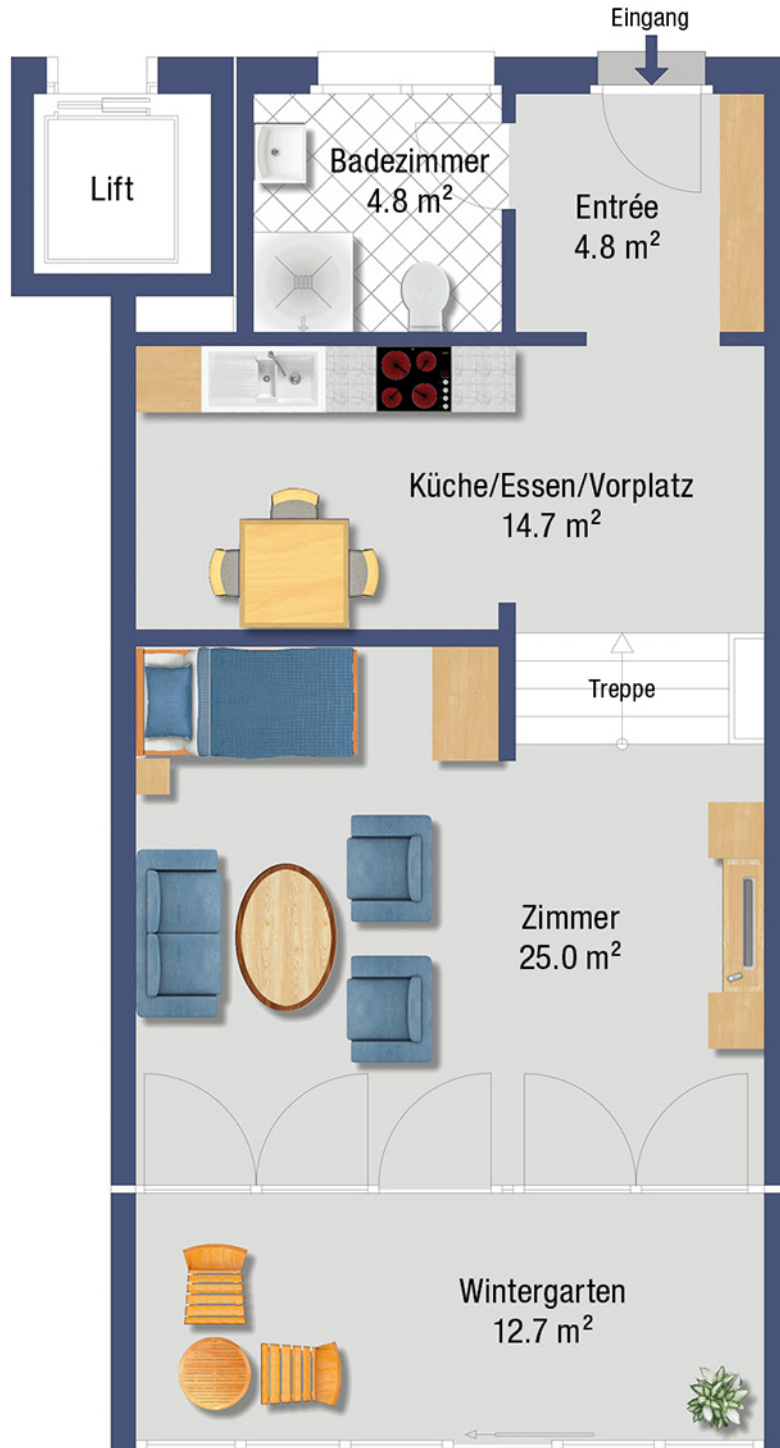 Eingang
Lift
Badezimmer
4.8 m²
Entrée
4.8 m²
Küche/Essen/Vorplatz
14.7 m²
Treppe
Zimmer
25.0 m²
Wintergarten
12.7 m²